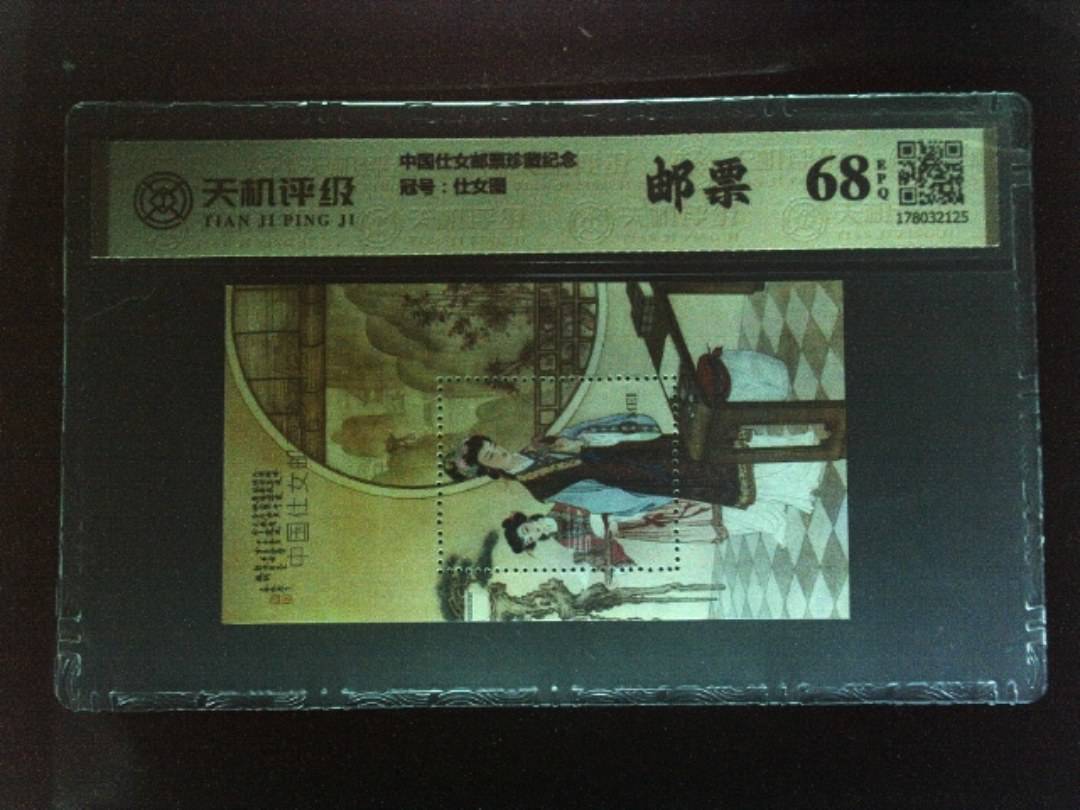 天机评级
TIAN JI PING JI
中国仕女邮票珍藏纪念
冠号：仕女图
邮票
68
EPQ
178032125
中国仕女邮